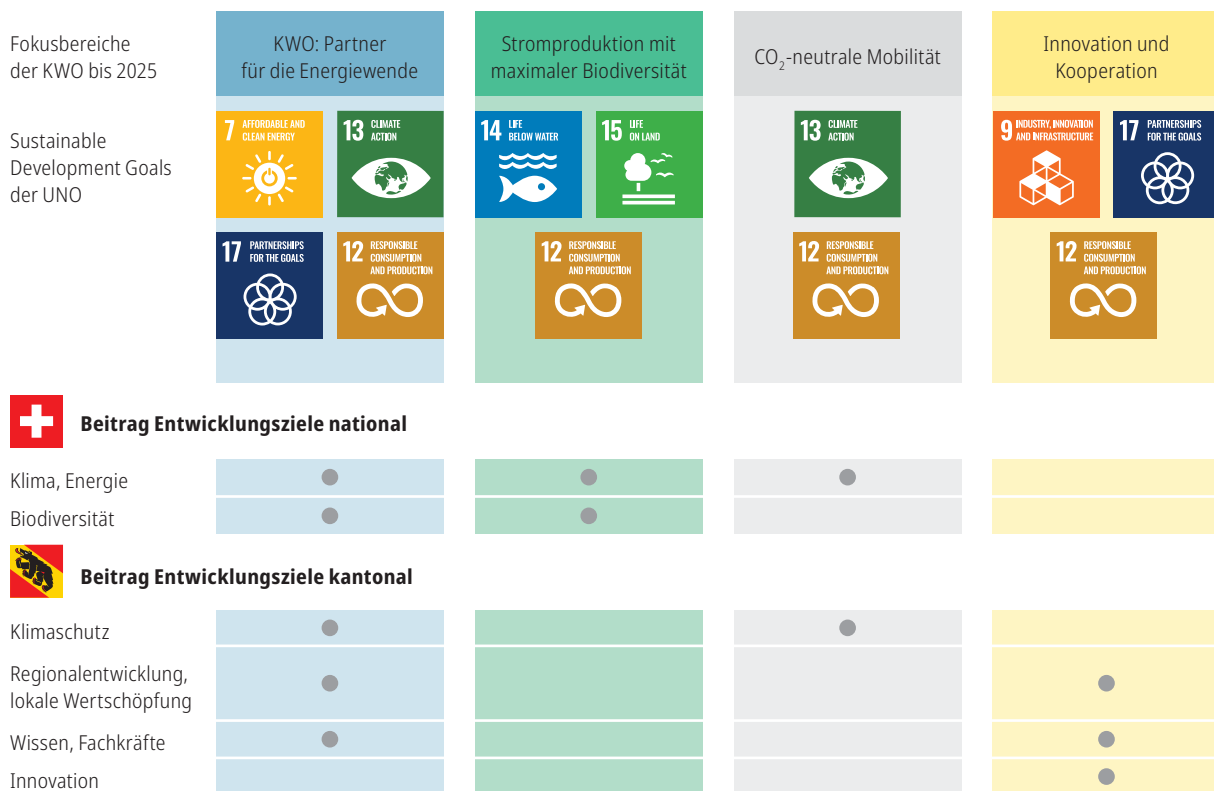 Fokusbereiche
der KWO bis 2025
KWO: Partner
für die Energiewende
Stromproduktion mit
maximaler Biodiversität
CO₂-neutrale Mobilität
Innovation und
Kooperation
Sustainable
Development Goals
der UNO
7 AFFORDABLE AND
CLEAN ENERGY
13 CLIMATE
ACTION
17 PARTNERSHIPS
FOR THE GOALS
12 RESPONSIBLE
CONSUMPTION
AND PRODUCTION
14 LIFE
BELOW WATER
15 LIFE
ON LAND
12 RESPONSIBLE
CONSUMPTION
AND PRODUCTION
13 CLIMATE
ACTION
12 RESPONSIBLE
CONSUMPTION
AND PRODUCTION
9 INDUSTRY, INNOVATION
AND INFRASTRUCTURE
17 PARTNERSHIPS
FOR THE GOALS
12 RESPONSIBLE
CONSUMPTION
AND PRODUCTION
Beitrag Entwicklungsziele national
Klima, Energie
Biodiversität
Beitrag Entwicklungsziele kantonal
Klimaschutz
Regionalentwicklung,
lokale Wertschöpfung
Wissen, Fachkräfte
Innovation